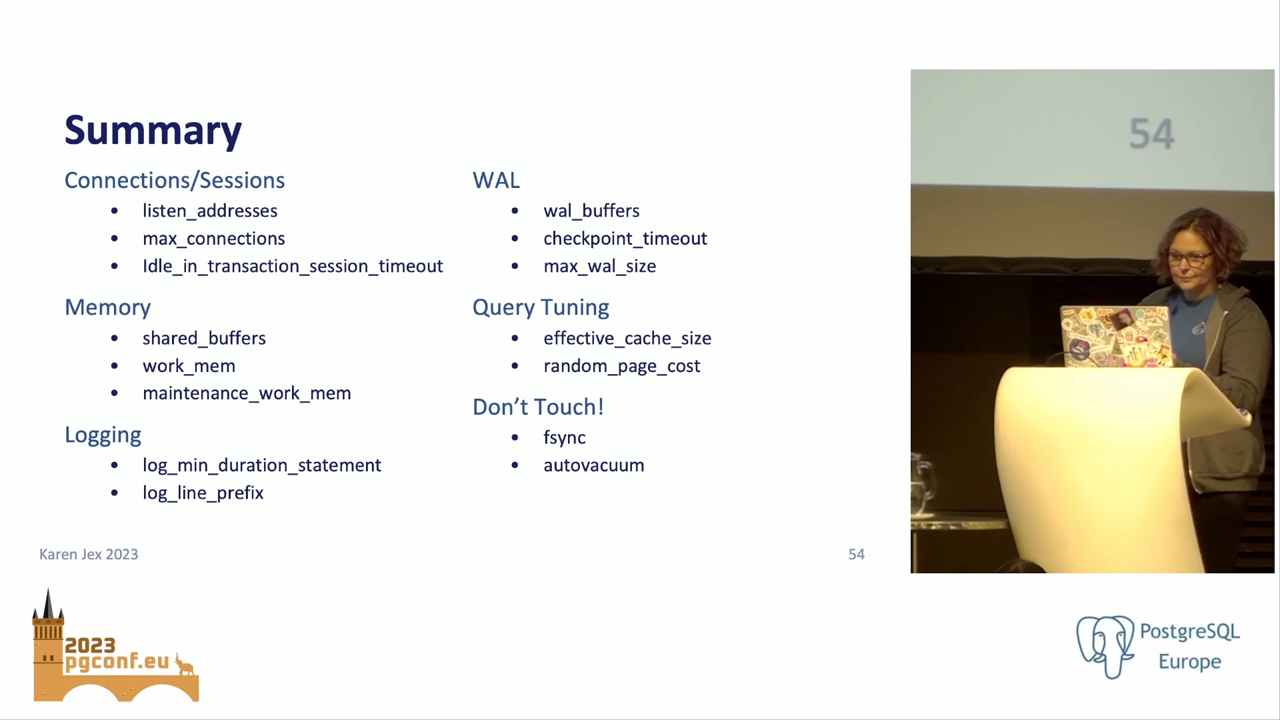 Summary
Connections/Sessions
• listen_addresses
• max_connections
• Idle_in_transaction_session_timeout
Memory
• shared_buffers
• work_mem
• maintenance_work_mem
Logging
• log_min_duration_statement
• log_line_prefix
WAL
• wal_buffers
• checkpoint_timeout
• max_wal_size
Query Tuning
• effective_cache_size
• random_page_cost
Don't Touch!
• fsync
• autovacuum
Karen Jex 2023
54
54
2023
pgconf.eu
PostgreSQL
Europe